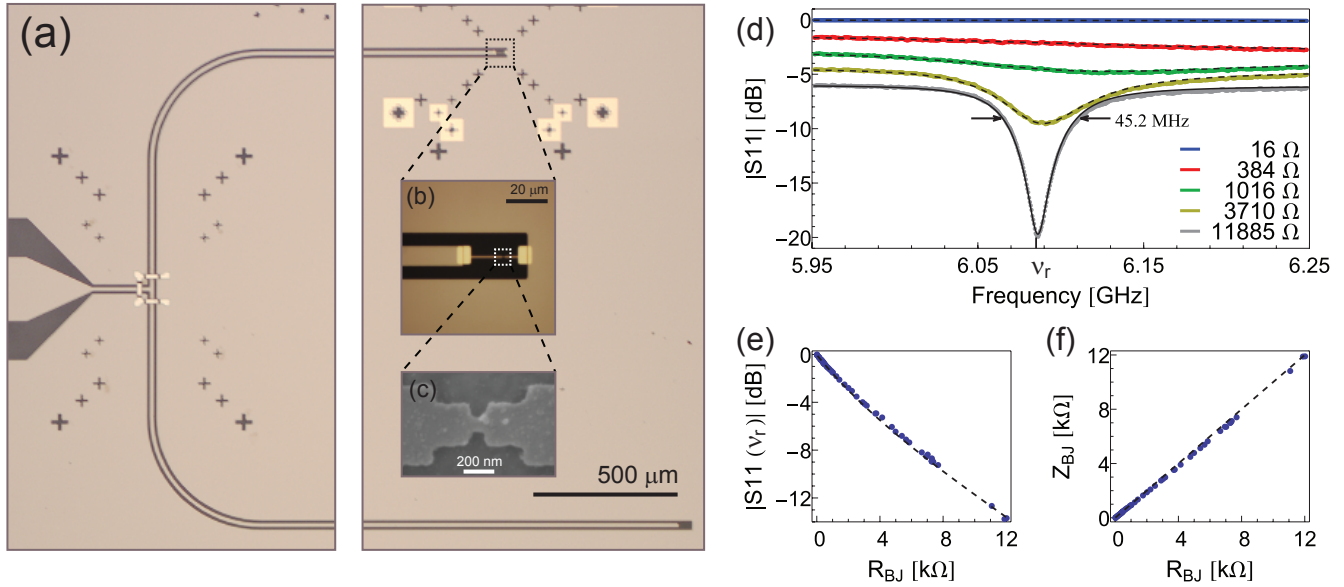 (a)
(b)
20 μm
(c)
200 nm
500 μm
(d)
|S11| [dB]
0
−5
−10
−15
−20
45.2 MHz
16 Ω
384 Ω
1016 Ω
3710 Ω
11885 Ω
5.95
6.05
νr
6.15
6.25
Frequency [GHz]
(e)
|S11 (νr)| [dB]
0
−4
−8
−12
0
4
8
12
RBJ [kΩ]
(f)
ZBJ [kΩ]
12
8
4
0
0
4
8
12
RBJ [kΩ]